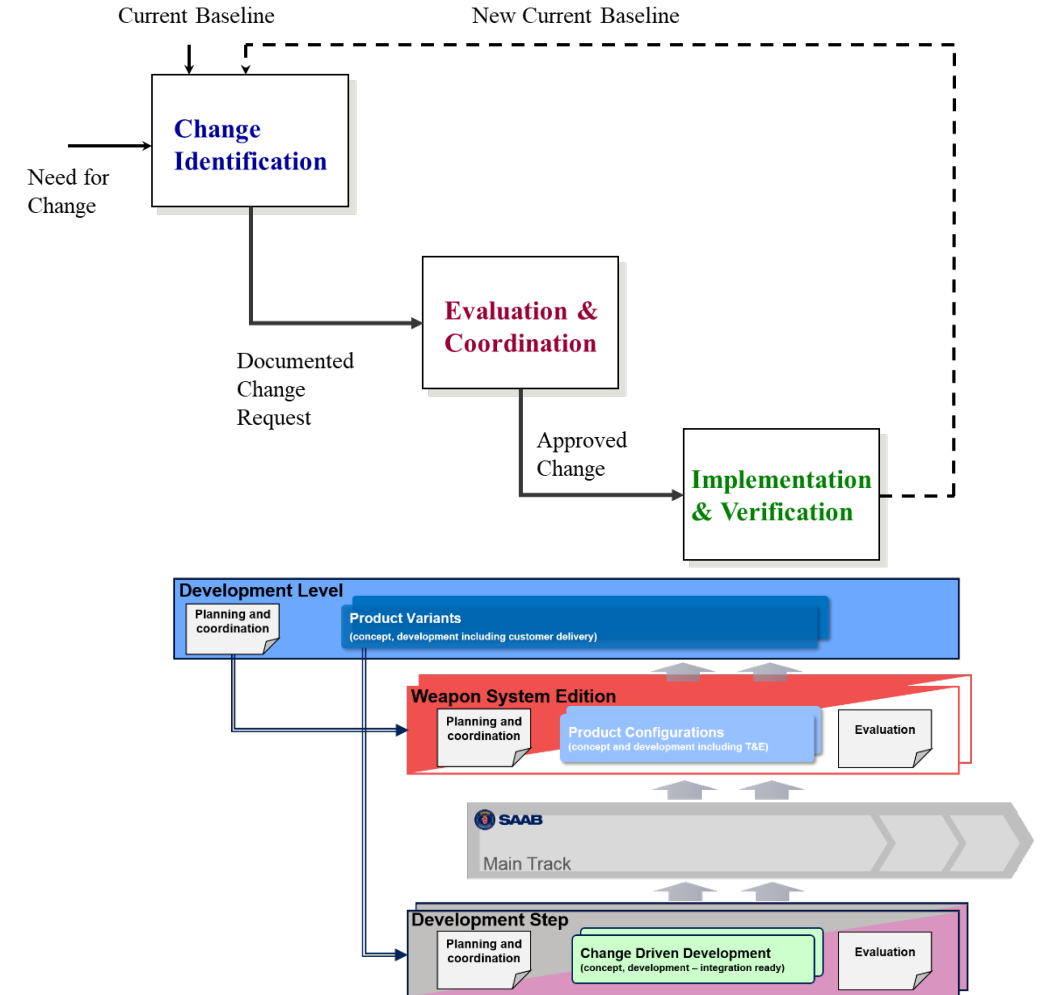 Current Baseline
New Current Baseline
Change
Identification
Need for
Change
Evaluation &
Coordination
Documented
Change
Request
Approved
Change
Implementation
& Verification
Development Level
Planning and
coordination
Product Variants
(concept, development including customer delivery)
Weapon System Edition
Planning and
coordination
Product Configurations
(concept and development including T&E)
Evaluation
SAAB
Main Track
Development Step
Planning and
coordination
Change Driven Development
(concept, development – integration ready)
Evaluation